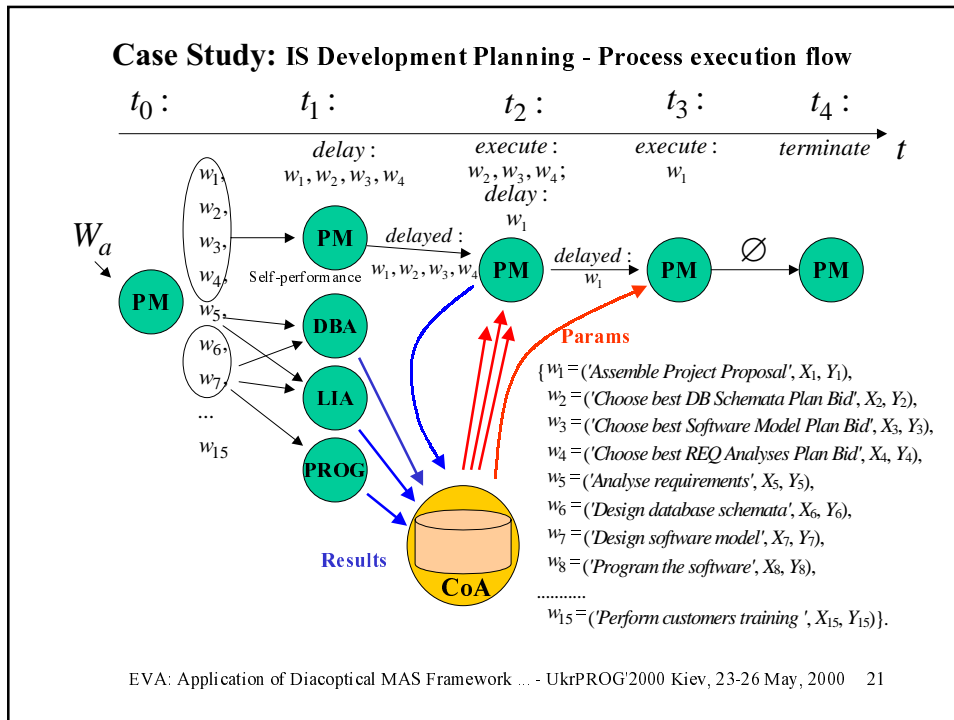 Case Study: IS Development Planning - Process execution flow
t0 : t1 : t2 : t3 : t4 :
t
delay :
w1, w2, w3, w4
execute :
w2, w3, w4;
delay :
w1
execute :
w1
terminate
Wa
PM
w1,
w2,
w3,
w4,
w5,
w6,
w7,
...
w15
PM
Self-performance
DBA
LIA
PROG
delayed :
w1, w2, w3, w4
PM
delayed :
w1
PM
∅
PM
Params
Results
CoA
{w1 = ('Assemble Project Proposal', X1, Y1),
w2 = ('Choose best DB Schemata Plan Bid', X2, Y2),
w3 = ('Choose best Software Model Plan Bid', X3, Y3),
w4 = ('Choose best REQ Analyses Plan Bid', X4, Y4),
w5 = ('Analyse requirements', X5, Y5),
w6 = ('Design database schemata', X6, Y6),
w7 = ('Design software model', X7, Y7),
w8 = ('Program the software', X8, Y8),
...........
w15 = ('Perform customers training ', X15, Y15)}.
EVA: Application of Diacoptical MAS Framework ... - UkrPROG'2000 Kiev, 23-26 May, 2000 21